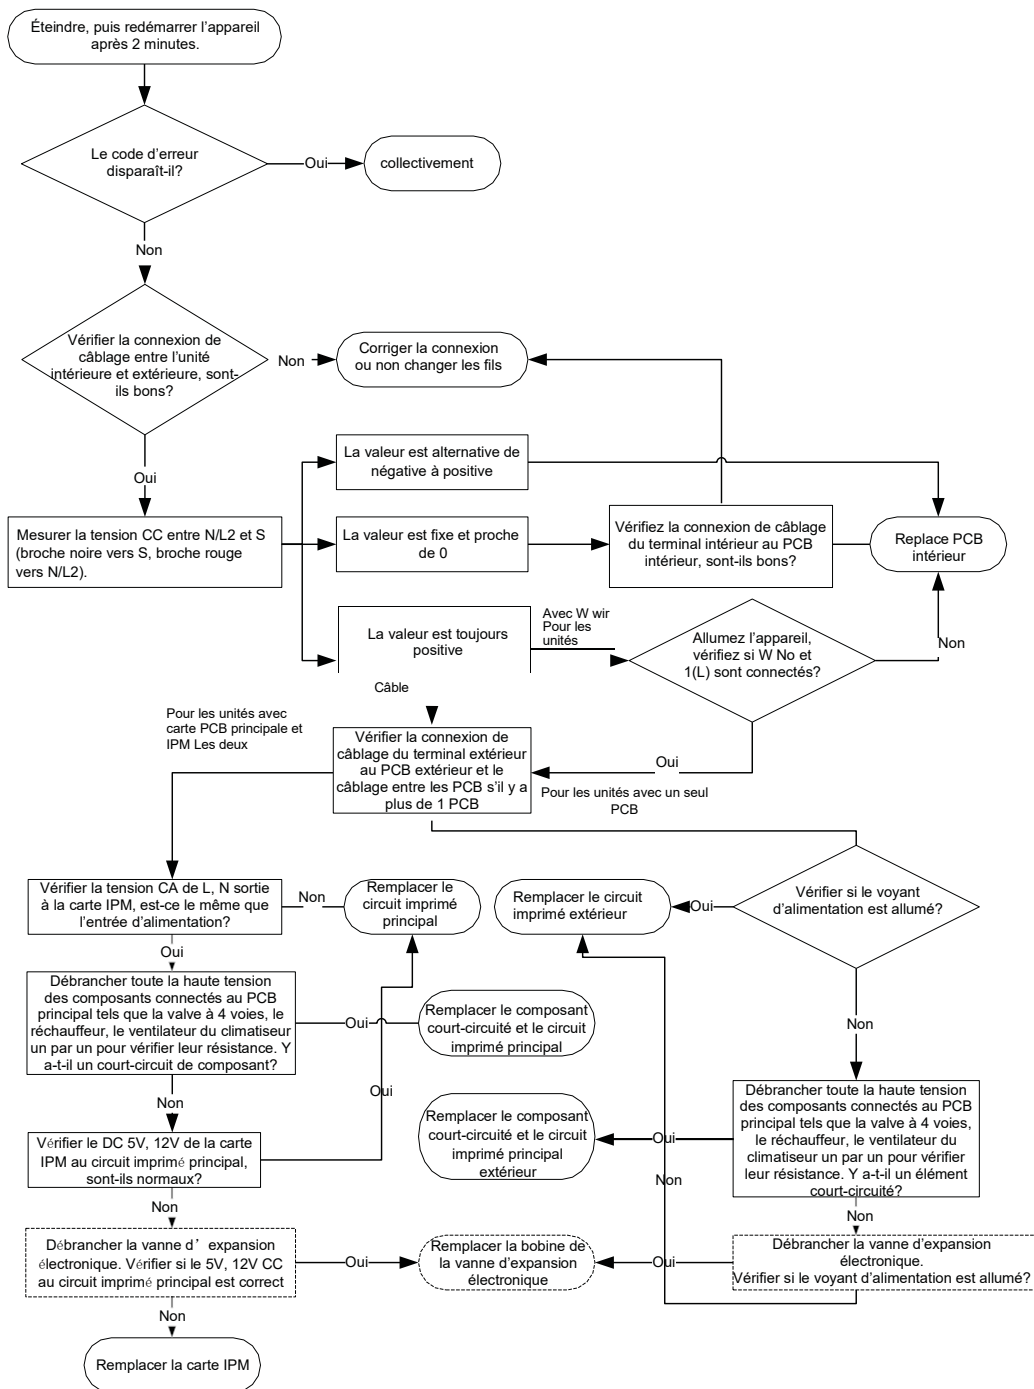 Éteindre, puis redémarrer l'appareil
après 2 minutes.
Le code d'erreur
disparaît-il?
Oui
collectivement
Non
Vérifier la connexion de
câblage entre l'unité
intérieure et extérieure, sont-
ils bons?
Non
Corriger la connexion
ou non changer les fils
Oui
La valeur est alternative de
négative à positive
Mesurer la tension CC entre N/L2 et S
(broche noire vers S, broche rouge
vers N/L2).
La valeur est fixe et proche
de 0
Vérifiez la connexion de câblage
du terminal intérieur au PCB
intérieur, sont-ils bons?
Replace PCB
intérieur
La valeur est toujours
positive
Avec W wir
Pour les
unités
Allumez l'appareil,
vérifiez si W No et
1(L) sont connectés?
Non
Câble
Pour les unités avec
carte PCB principale et
IPM Les deux
Vérifier la connexion de
câblage du terminal extérieur
au PCB extérieur et le
câblage entre les PCB s'il y a
plus de 1 PCB
Oui
Pour les unités avec un seul
PCB
Vérifier la tension CA de L, N sortie
à la carte IPM, est-ce le même que
l'entrée d'alimentation?
Non
Remplacer le
circuit imprimé
principal
Remplacer le circuit
imprimé extérieur
Oui
Vérifier si le voyant
d'alimentation est allumé?
Oui
Débrancher toute la haute tension
des composants connectés au PCB
principal tels que la valve à 4 voies, le
réchauffeur, le ventilateur du climatiseur
un par un pour vérifier leur résistance. Y
a-t-il un court-circuit de composant?
Oui
Remplacer le composant
court-circuité et le circuit
imprimé principal
Non
Oui
Non
Vérifier le DC 5V, 12V de la carte
IPM au circuit imprimé principal,
sont-ils normaux?
Remplacer le composant
court-circuité et le circuit
imprimé principal
extérieur
Oui
Non
Débrancher toute la haute tension
des composants connectés au PCB
principal tels que la valve à 4 voies,
le réchauffeur, le ventilateur du
climatiseur un par un pour vérifier
leur résistance. Y a-t-il un élément
court-circuité?
Non
Non
Débrancher la vanne d’ expansion
électronique. Vérifier si le 5V, 12V CC
au circuit imprimé principal est correct
Oui
Remplacer la bobine de
la vanne d'expansion
électronique
Oui
Débrancher la vanne d'expansion
électronique.
Vérifier si le voyant d'alimentation est allumé?
Non
Remplacer la carte IPM